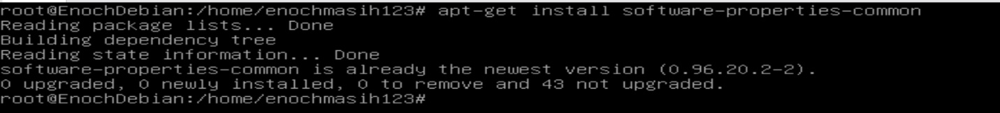 root@EnochDebian:/home/enochmasih123# apt-get install software-properties-common
Reading package lists... Done
Building dependency tree
Reading state information... Done
software-properties-common is already the newest version (0.96.20.2-2).
0 upgraded, 0 newly installed, 0 to remove and 43 not upgraded.
root@EnochDebian:/home/enochmasih123#